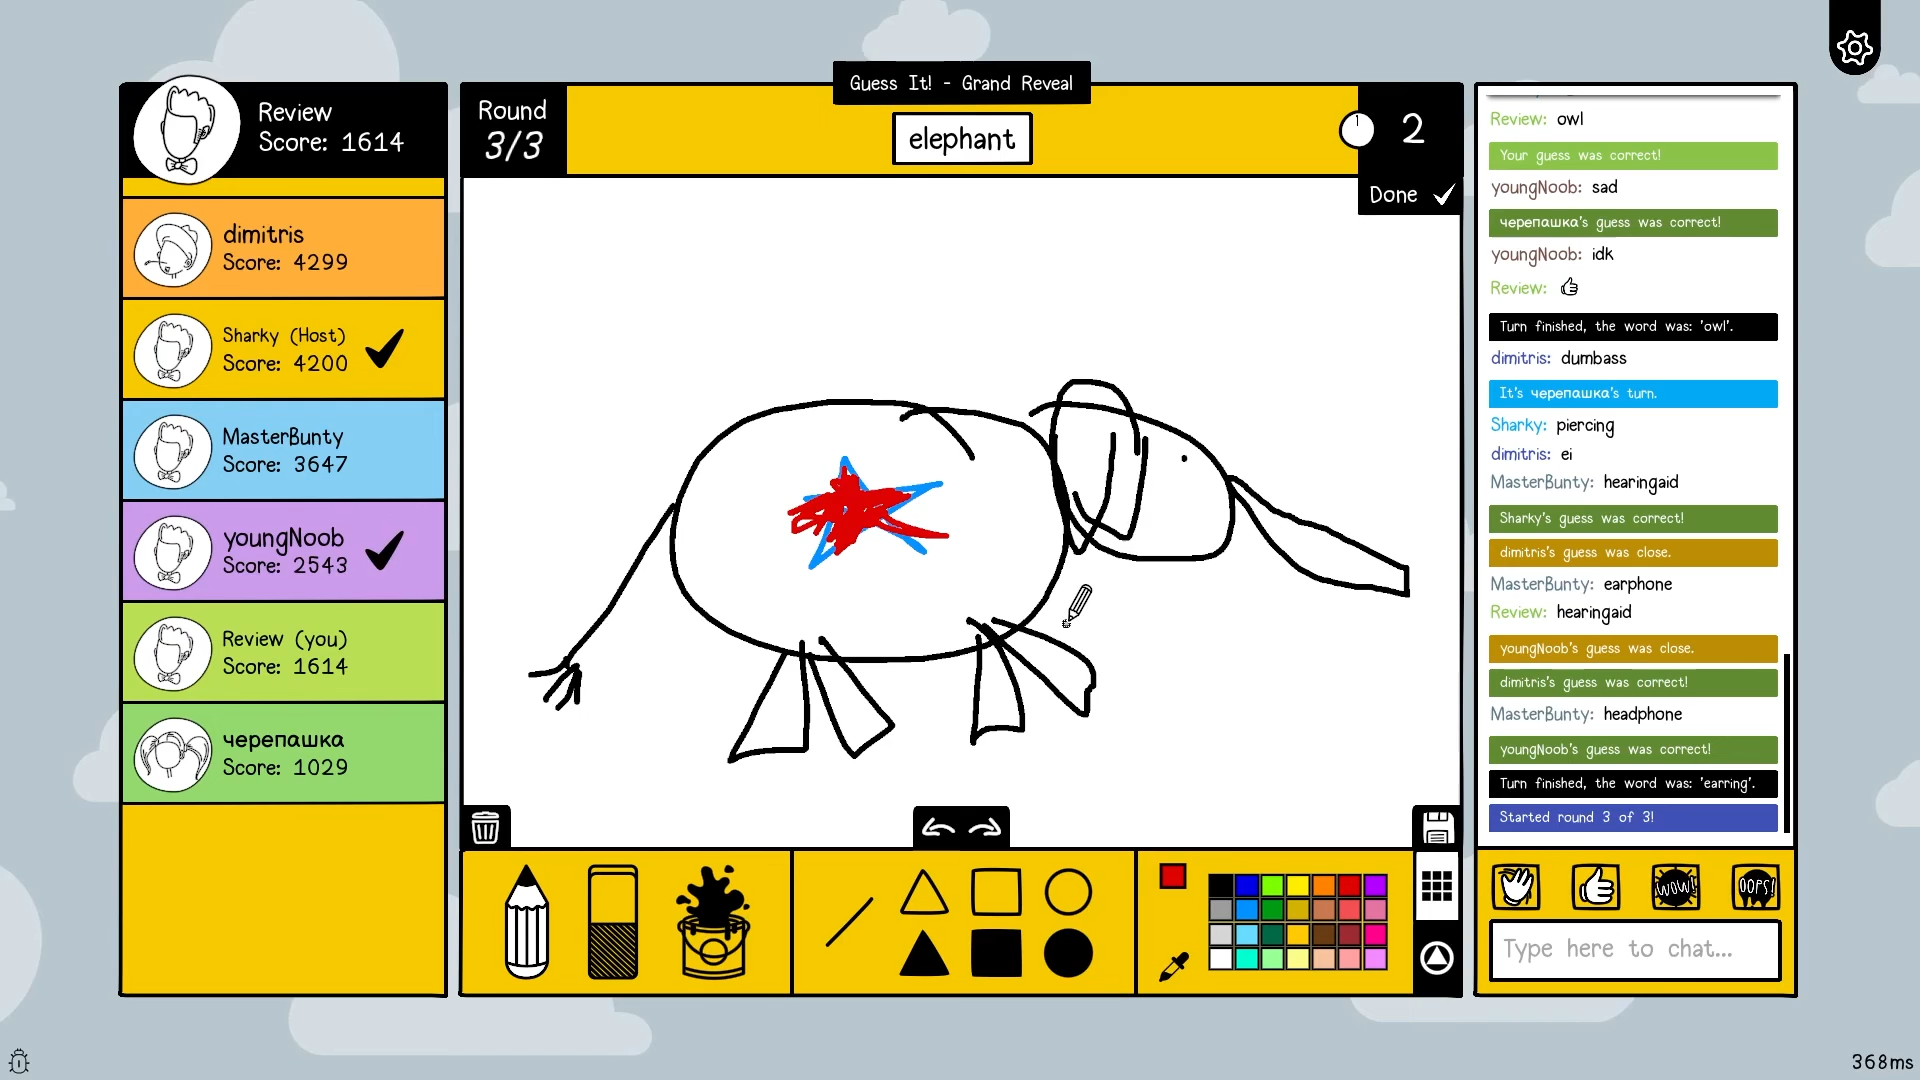 Guess It! - Grand Reveal
Review
Score: 1614
Round
3/3
elephant
2
Done
dimitris
Score: 4299
Sharky (Host)
Score: 4200
MasterBunty
Score: 3647
youngNoob
Score: 2543
Review (you)
Score: 1614
черепашка
Score: 1029
Review: owl
Your guess was correct!
youngNoob: sad
черепашка's guess was correct!
youngNoob: idk
Review:
Turn finished, the word was: 'owl'.
dimitris: dumbass
It's черепашка's turn.
Sharky: piercing
dimitris: ei
MasterBunty: hearingaid
Sharky's guess was correct!
dimitris's guess was close.
MasterBunty: earphone
Review: hearingaid
youngNoob's guess was close.
dimitris's guess was correct!
MasterBunty: headphone
youngNoob's guess was correct!
Turn finished, the word was: 'earring'.
Started round 3 of 3!
WOW!
OOPS!
Type here to chat...
368ms